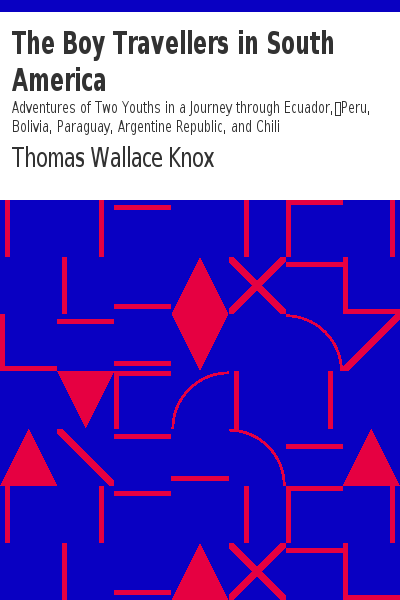 The Boy Travellers in South
America
Adventures of Two Youths in a Journey through Ecuador,▯Peru,
Bolivia, Paraguay, Argentine Republic, and Chili
Thomas Wallace Knox